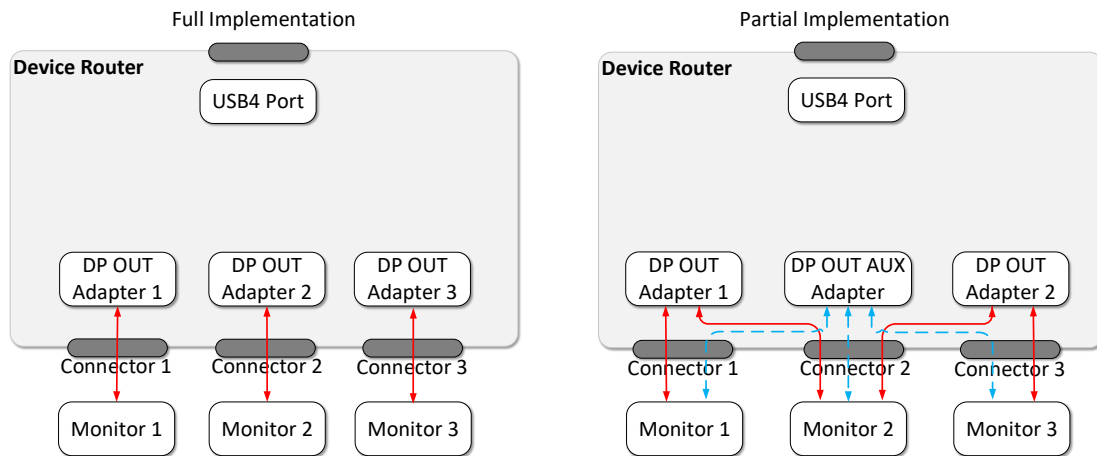 Full Implementation
Device Router
USB4 Port
DP OUT
Adapter 1
DP OUT
Adapter 2
DP OUT
Adapter 3
Connector 1
Connector 2
Connector 3
Monitor 1
Monitor 2
Monitor 3
Partial Implementation
Device Router
USB4 Port
DP OUT
Adapter 1
DP OUT AUX
Adapter
DP OUT
Adapter 2
Connector 1
Connector 2
Connector 3
Monitor 1
Monitor 2
Monitor 3